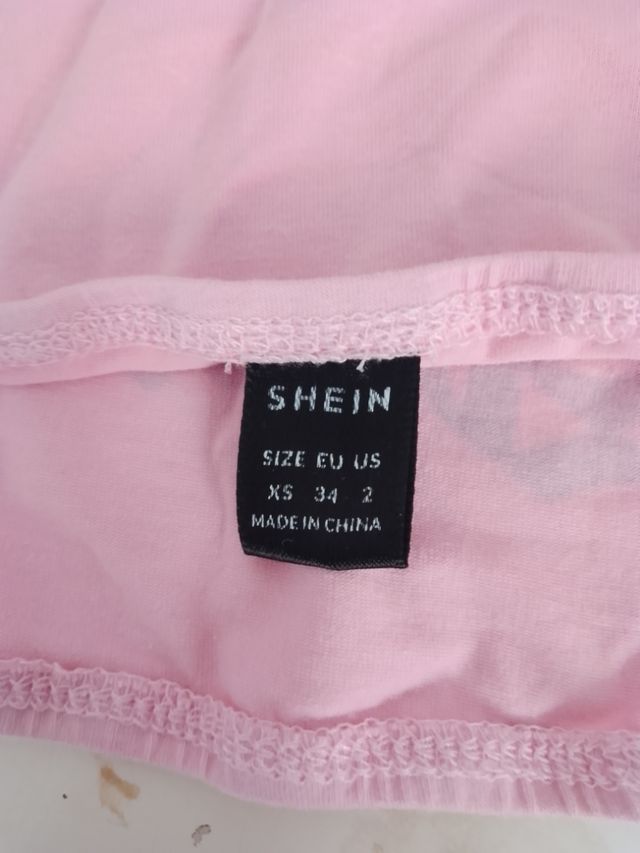 SHEIN
SIZE EU US
XS 34 2
MADE IN CHINA